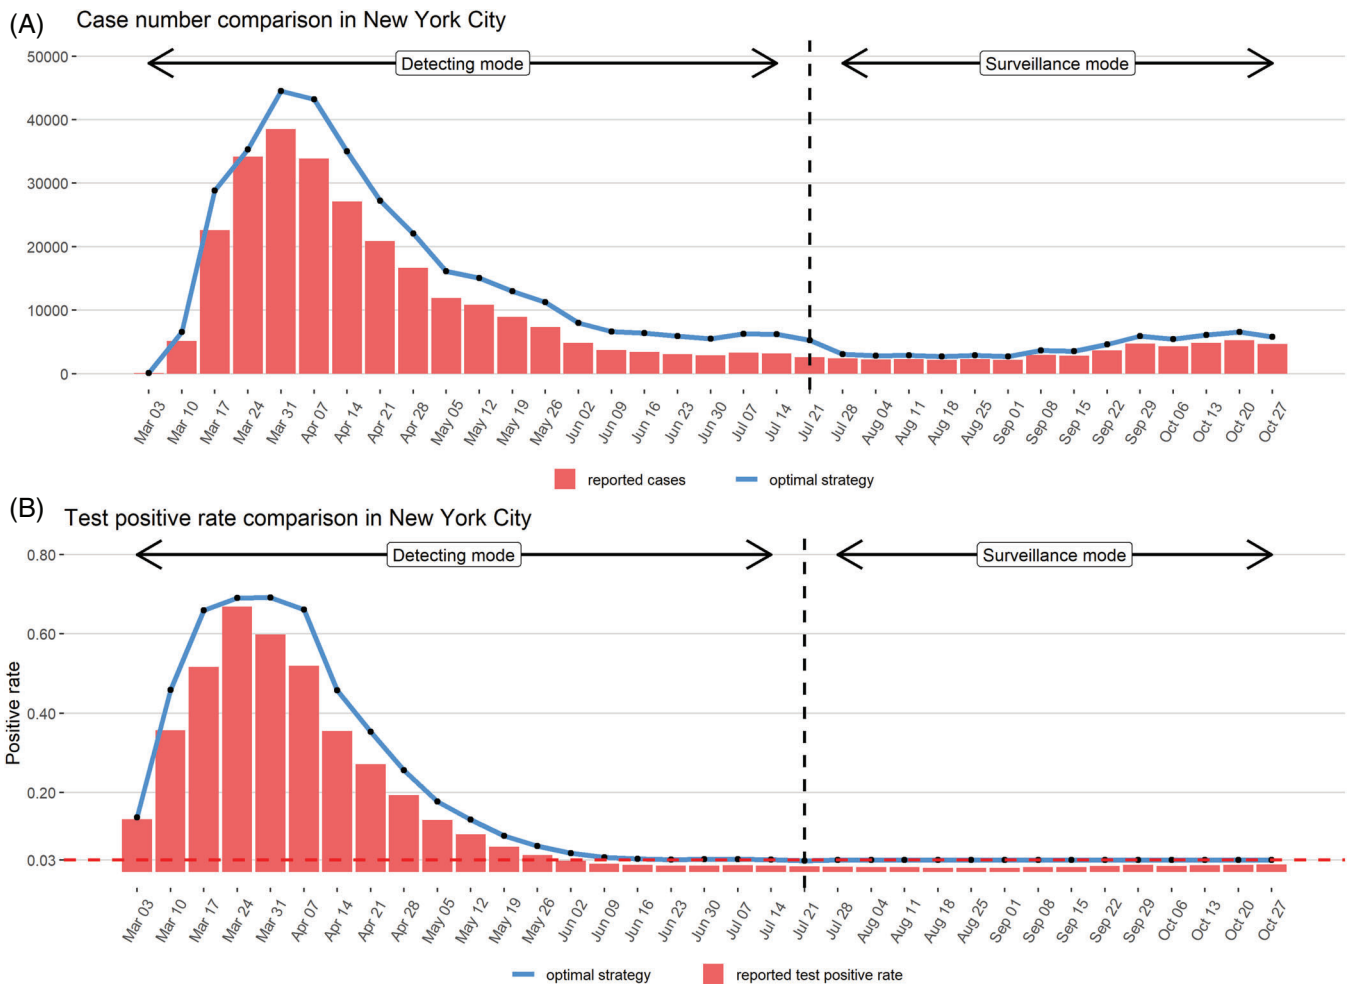 (A)
Case number comparison in New York City
50000
40000
30000
20000
10000
0
Detecting mode
Surveillance mode
Mar 03
Mar 10
Mar 17
Mar 24
Mar 31
Apr 07
Apr 14
Apr 21
Apr 28
May 05
May 12
May 19
May 26
Jun 02
Jun 09
Jun 16
Jun 23
Jun 30
Jul 07
Jul 14
Jul 21
Jul 28
Aug 04
Aug 11
Aug 18
Aug 25
Sep 01
Sep 08
Sep 15
Sep 22
Sep 29
Oct 06
Oct 13
Oct 20
Oct 27
reported cases
optimal strategy
(B)
Test positive rate comparison in New York City
Positive rate
0.80
0.60
0.40
0.20
0.03
Detecting mode
Surveillance mode
Mar 03
Mar 10
Mar 17
Mar 24
Mar 31
Apr 07
Apr 14
Apr 21
Apr 28
May 05
May 12
May 19
May 26
Jun 02
Jun 09
Jun 16
Jun 23
Jun 30
Jul 07
Jul 14
Jul 21
Jul 28
Aug 04
Aug 11
Aug 18
Aug 25
Sep 01
Sep 08
Sep 15
Sep 22
Sep 29
Oct 06
Oct 13
Oct 20
Oct 27
optimal strategy
reported test positive rate